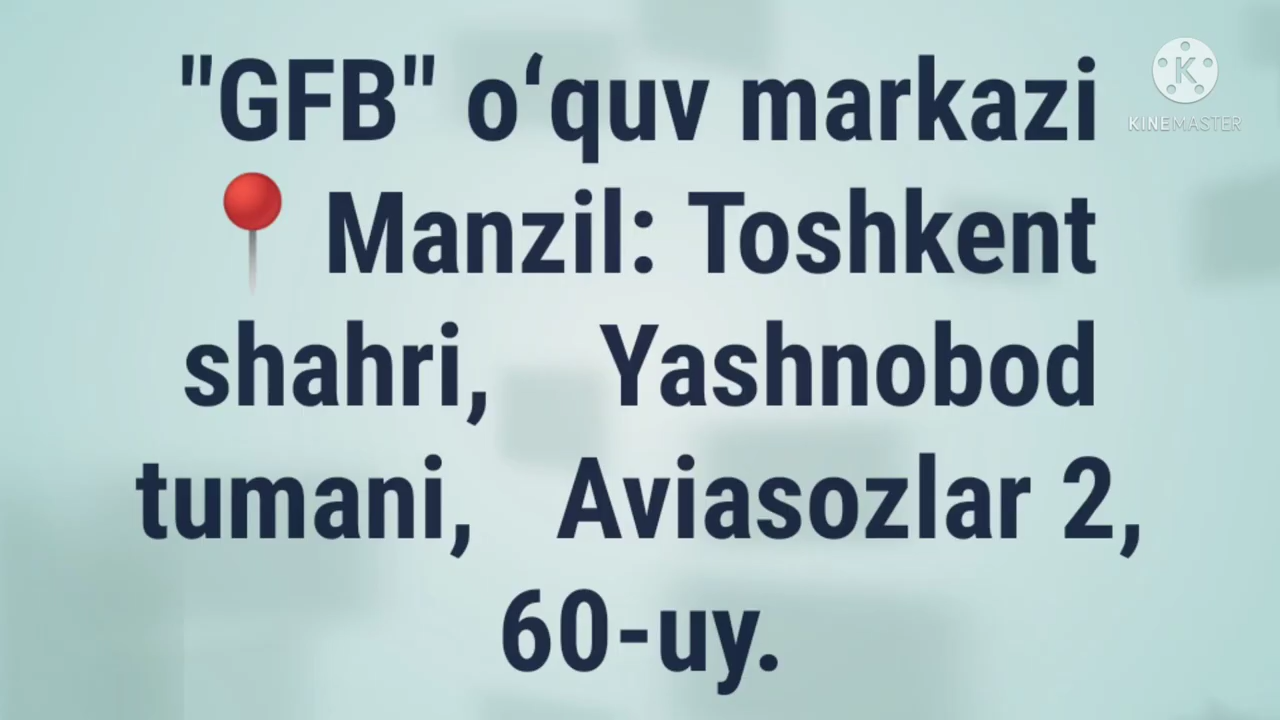 "GFB" o‘quv markazi
📍 Manzil: Toshkent
shahri, Yashnobod
tumani, Aviasozlar 2,
60-uy.
KINEMASTER